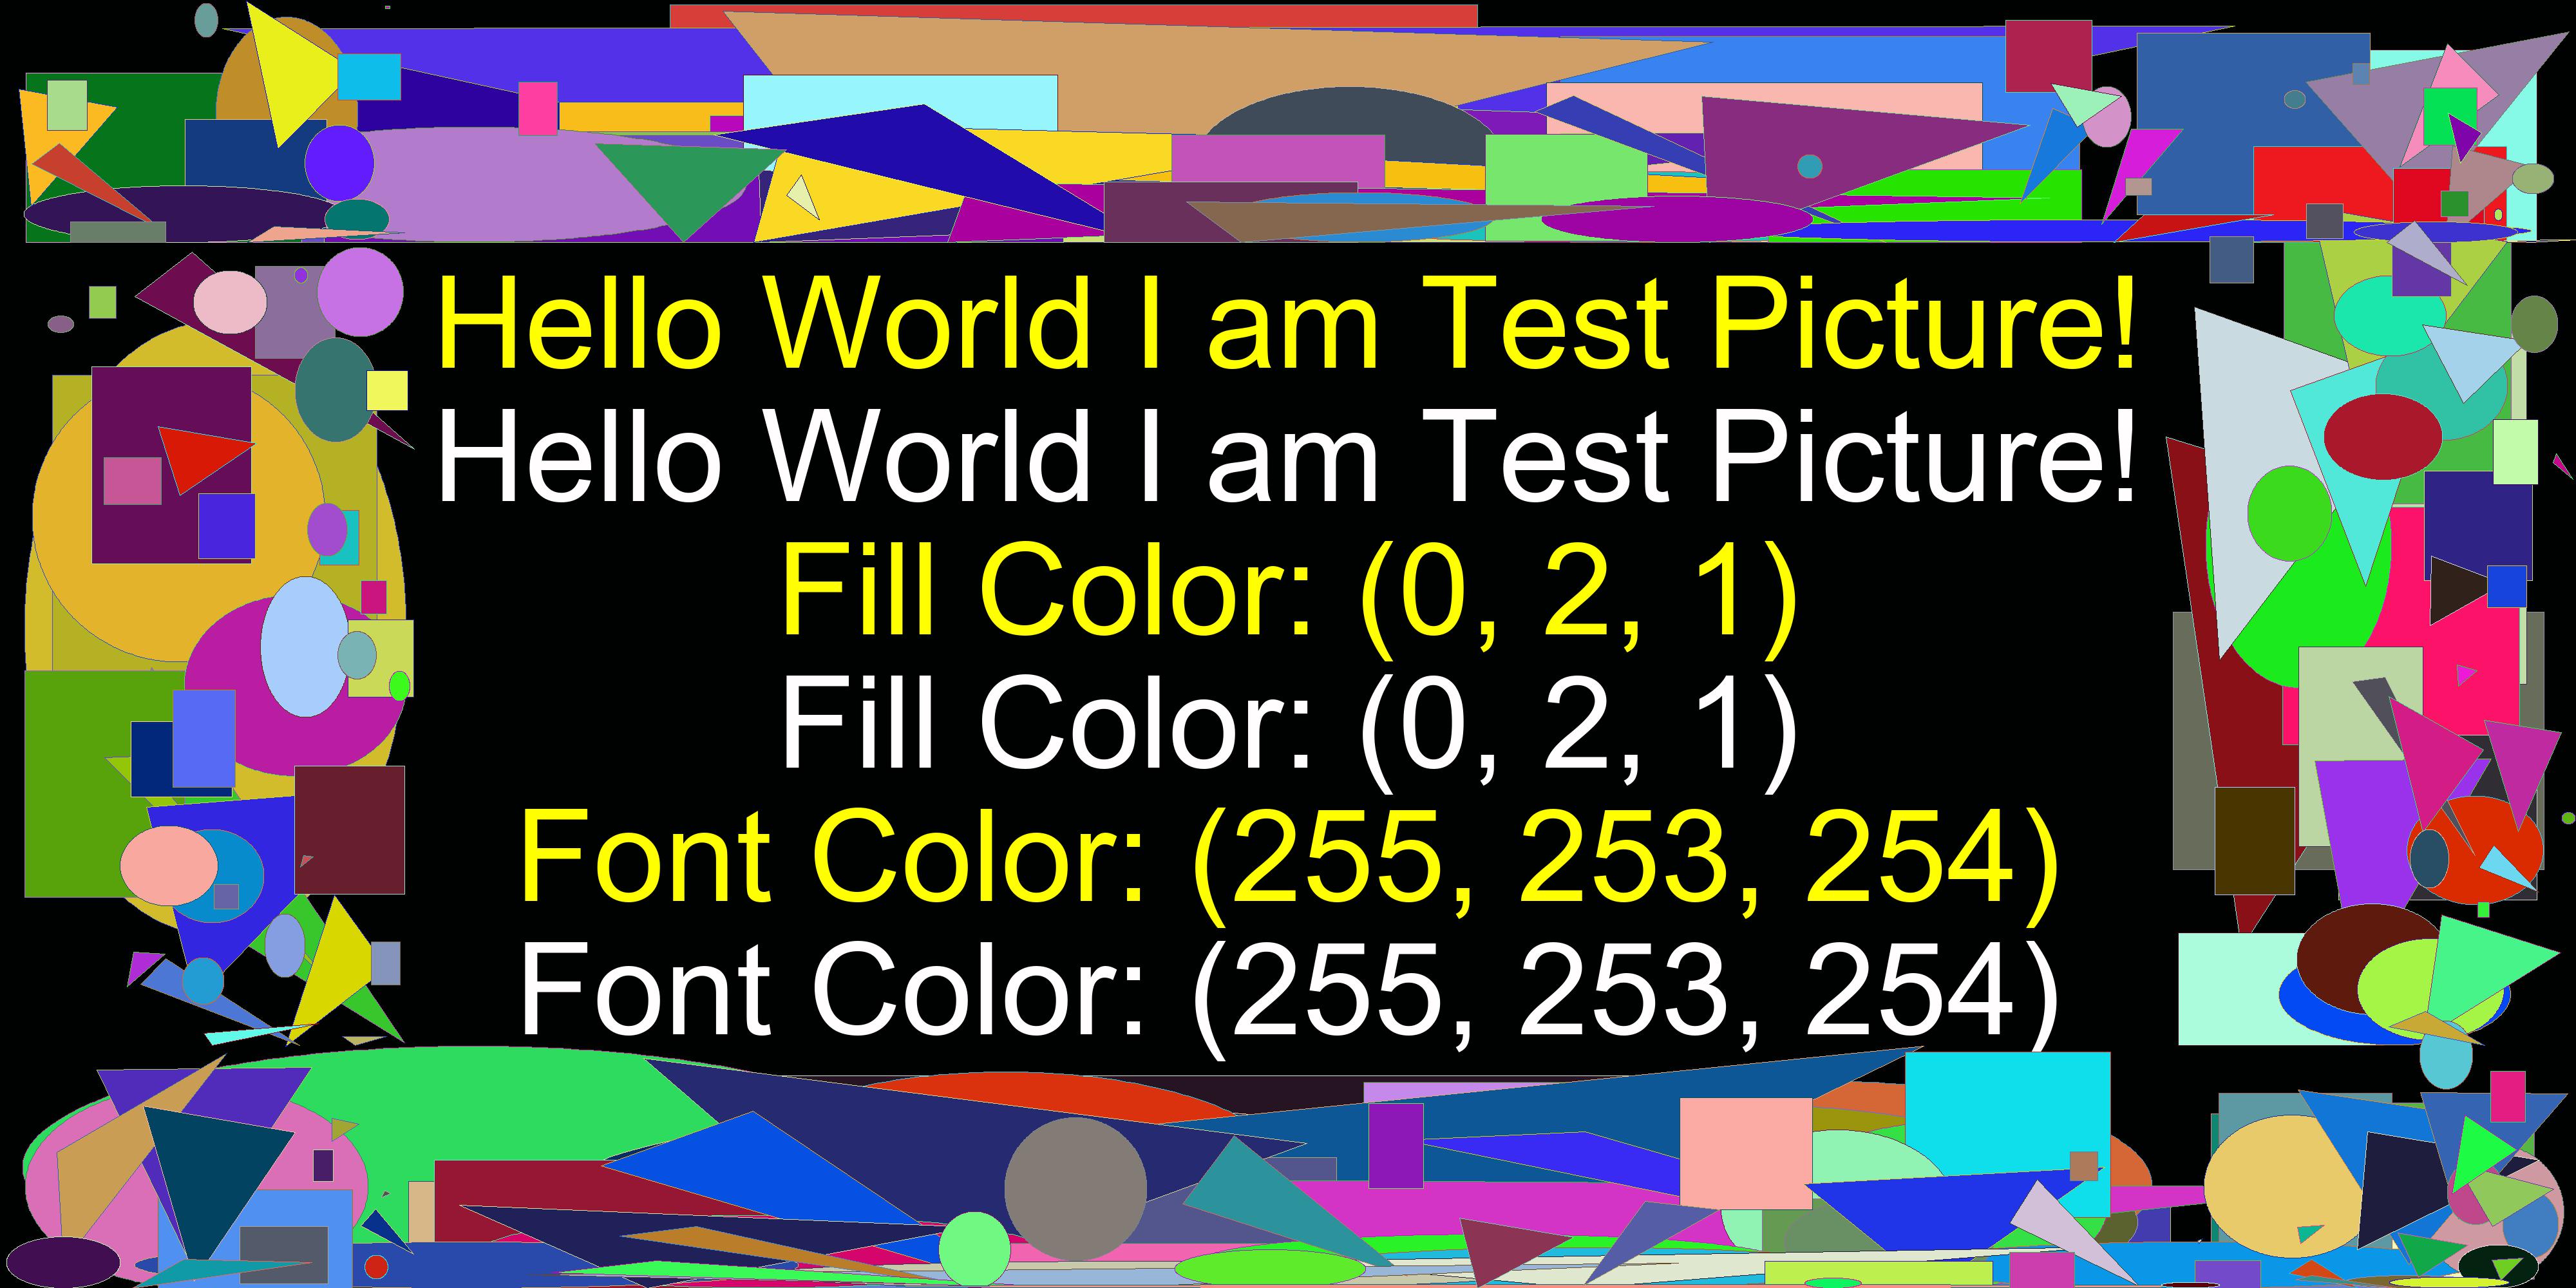 Hello World I am Test Picture!
Hello World I am Test Picture!
Fill Color: (0, 2, 1)
Fill Color: (0, 2, 1)
Font Color: (255, 253, 254)
Font Color: (255, 253, 254)